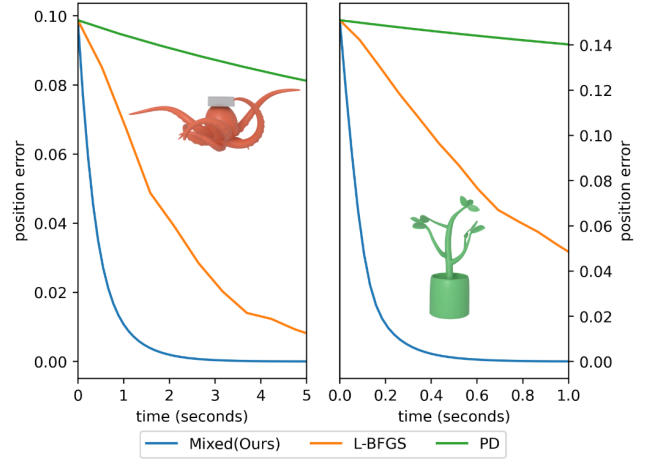 0.10
0.08
0.06
0.04
0.02
0.00
position error
0 1 2 3 4 5
time (seconds)
0.14
0.12
0.10
0.08
0.06
0.04
0.02
0.00
position error
0.0 0.2 0.4 0.6 0.8 1.0
time (seconds)
Mixed(Ours) L-BFGS PD